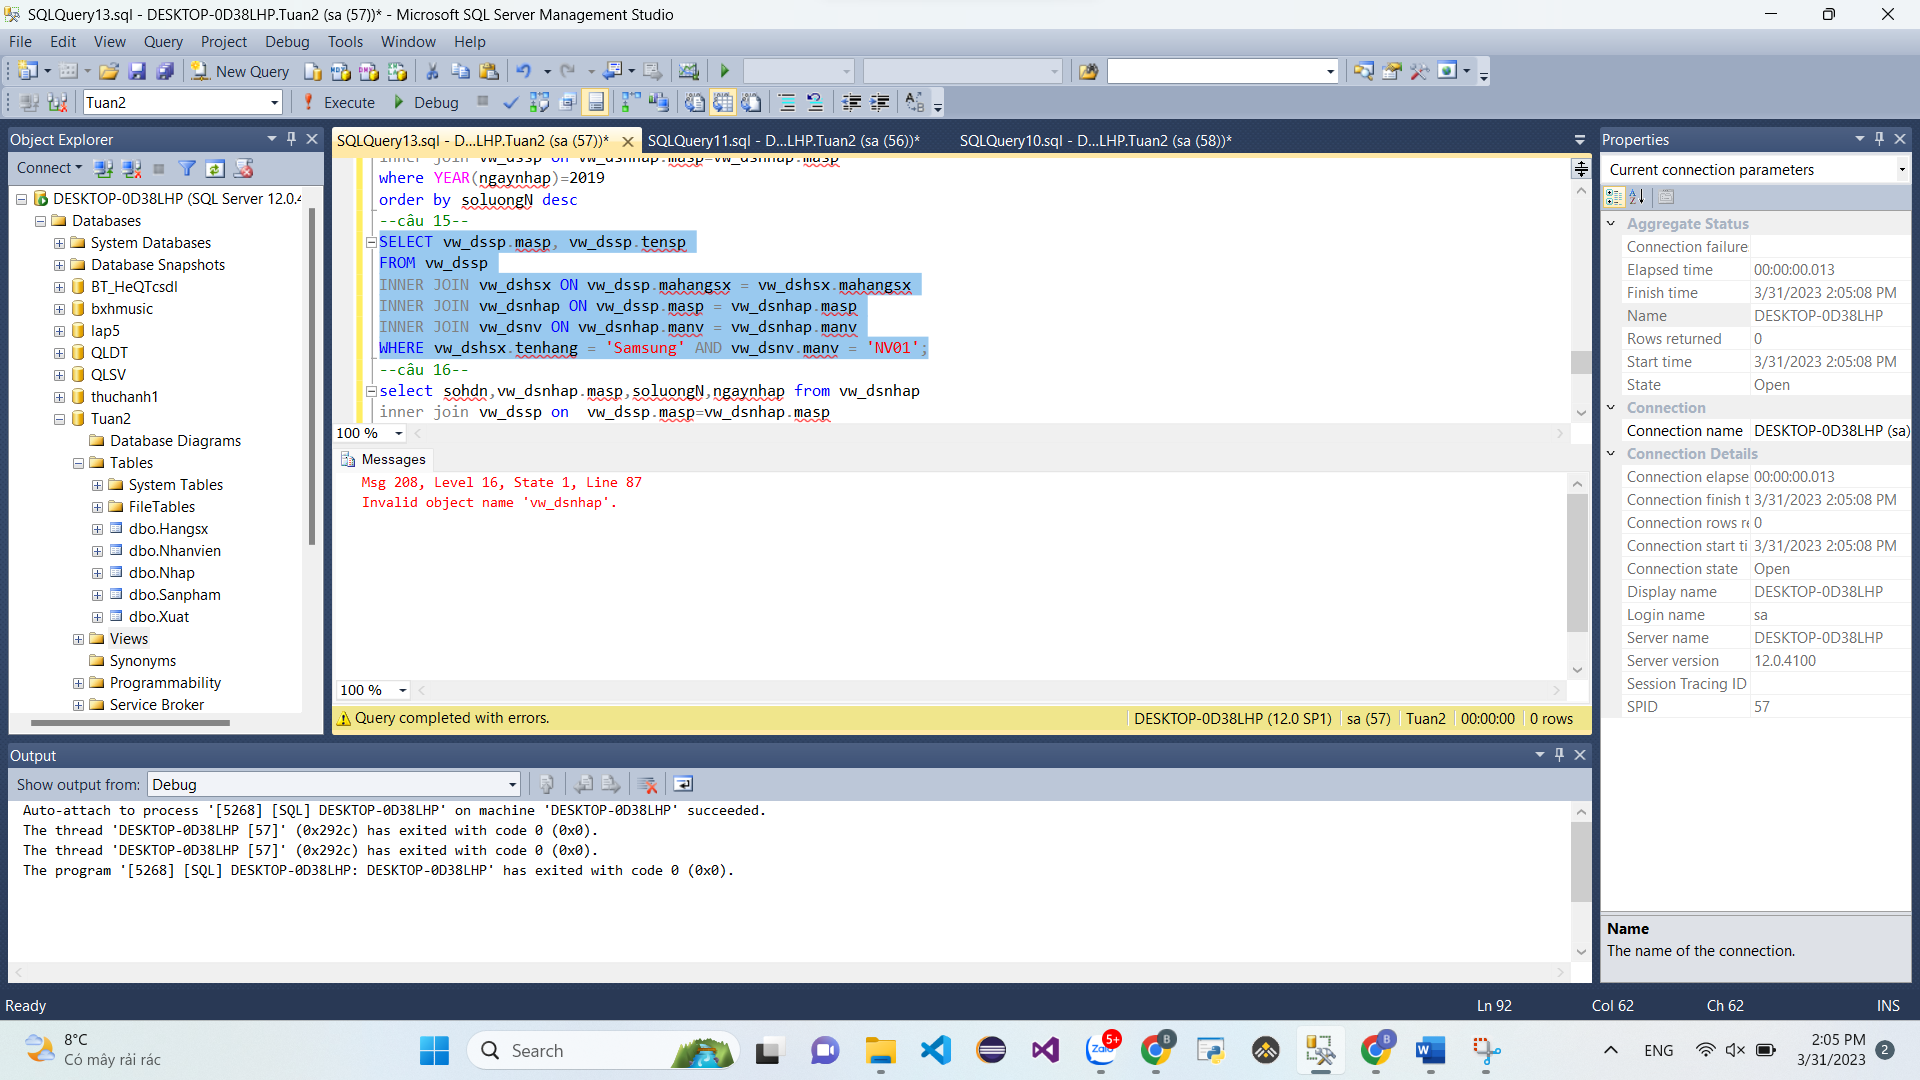 SQLQuery13.sql - DESKTOP-0D38LHP.Tuan2 (sa (57))* - Microsoft SQL Server Management Studio
File Edit View Query Project Debug Tools Window Help
New Query
Tuan2 Execute Debug
Object Explorer
Connect
DESKTOP-0D38LHP (SQL Server 12.0.4
Databases
System Databases
Database Snapshots
BT_HeQTcsdl
bxhmusic
lap5
QLDT
QLSV
thuchanh1
Tuan2
Database Diagrams
Tables
System Tables
FileTables
dbo.Hangsx
dbo.Nhanvien
dbo.Nhap
dbo.Sanpham
dbo.Xuat
Views
Synonyms
Programmability
Service Broker
SQLQuery13.sql - D...LHP.Tuan2 (sa (57))* SQLQuery11.sql - D...LHP.Tuan2 (sa (56))* SQLQuery10.sql - D...LHP.Tuan2 (sa (58))*
inner join vw_dssp on vw_dsnhap.masp=vw_dsnhap.masp
where YEAR(ngaynhap)=2019
order by soluongN desc
--câu 15--
SELECT vw_dssp.masp, vw_dssp.tensp
FROM vw_dssp
INNER JOIN vw_dshsx ON vw_dssp.mahangsx = vw_dshsx.mahangsx
INNER JOIN vw_dsnhap ON vw_dssp.masp = vw_dsnhap.masp
INNER JOIN vw_dsnv ON vw_dsnhap.manv = vw_dsnhap.manv
WHERE vw_dshsx.tenhang = 'Samsung' AND vw_dsnv.manv = 'NV01';
--câu 16--
select sohdn,vw_dsnhap.masp,soluongN,ngaynhap from vw_dsnhap
inner join vw_dssp on  vw_dssp.masp=vw_dsnhap.masp
100 %
Messages
Msg 208, Level 16, State 1, Line 87
Invalid object name 'vw_dsnhap'.
100 %
Query completed with errors. DESKTOP-0D38LHP (12.0 SP1) sa (57) Tuan2 00:00:00 0 rows
Properties
Current connection parameters
Aggregate Status
Connection failure
Elapsed time 00:00:00.013
Finish time 3/31/2023 2:05:08 PM
Name DESKTOP-0D38LHP
Rows returned 0
Start time 3/31/2023 2:05:08 PM
State Open
Connection
Connection name DESKTOP-0D38LHP (sa)
Connection Details
Connection elapse 00:00:00.013
Connection finish t 3/31/2023 2:05:08 PM
Connection rows re 0
Connection start ti 3/31/2023 2:05:08 PM
Connection state Open
Display name DESKTOP-0D38LHP
Login name sa
Server name DESKTOP-0D38LHP
Server version 12.0.4100
Session Tracing ID
SPID 57
Name
The name of the connection.
Output
Show output from: Debug
Auto-attach to process '[5268] [SQL] DESKTOP-0D38LHP' on machine 'DESKTOP-0D38LHP' succeeded.
The thread 'DESKTOP-0D38LHP [57]' (0x292c) has exited with code 0 (0x0).
The thread 'DESKTOP-0D38LHP [57]' (0x292c) has exited with code 0 (0x0).
The program '[5268] [SQL] DESKTOP-0D38LHP: DESKTOP-0D38LHP' has exited with code 0 (0x0).
Ready Ln 92 Col 62 Ch 62 INS
8°C
Có mây rải rác
Search
Zalo 5+
B
B
W
ENG
2:05 PM
3/31/2023
2